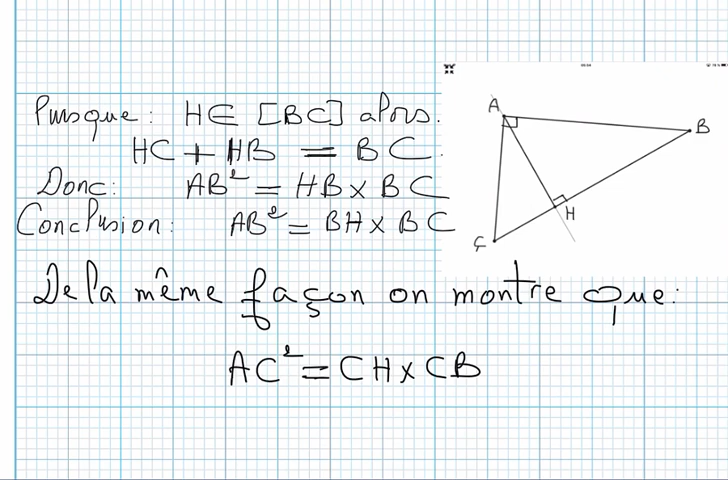 Puisque: H∈ [BC] alors.
HC + HB = BC.
Donc: AB² = HB × BC
Conclusion: AB² = BH × BC
De la même façon on montre que:
AC² = CH × CB
A
B
H
C